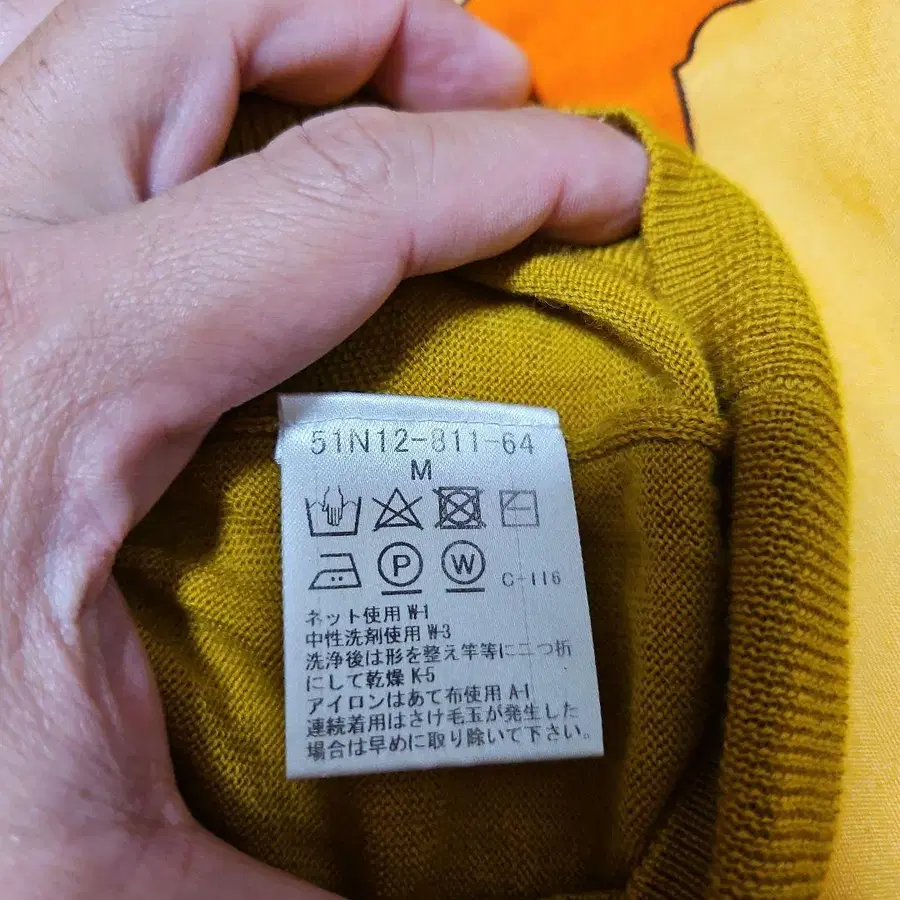 51N12-811-64
M
P W C-116
ネット使用 W-1
中性洗剤使用 W-3
洗浄後は形を整え竿等に二つ折
にして乾燥 K-5
アイロンはあて布使用 A-1
連続着用はさけ毛玉が発生した
場合は早めに取り除いて下さい。